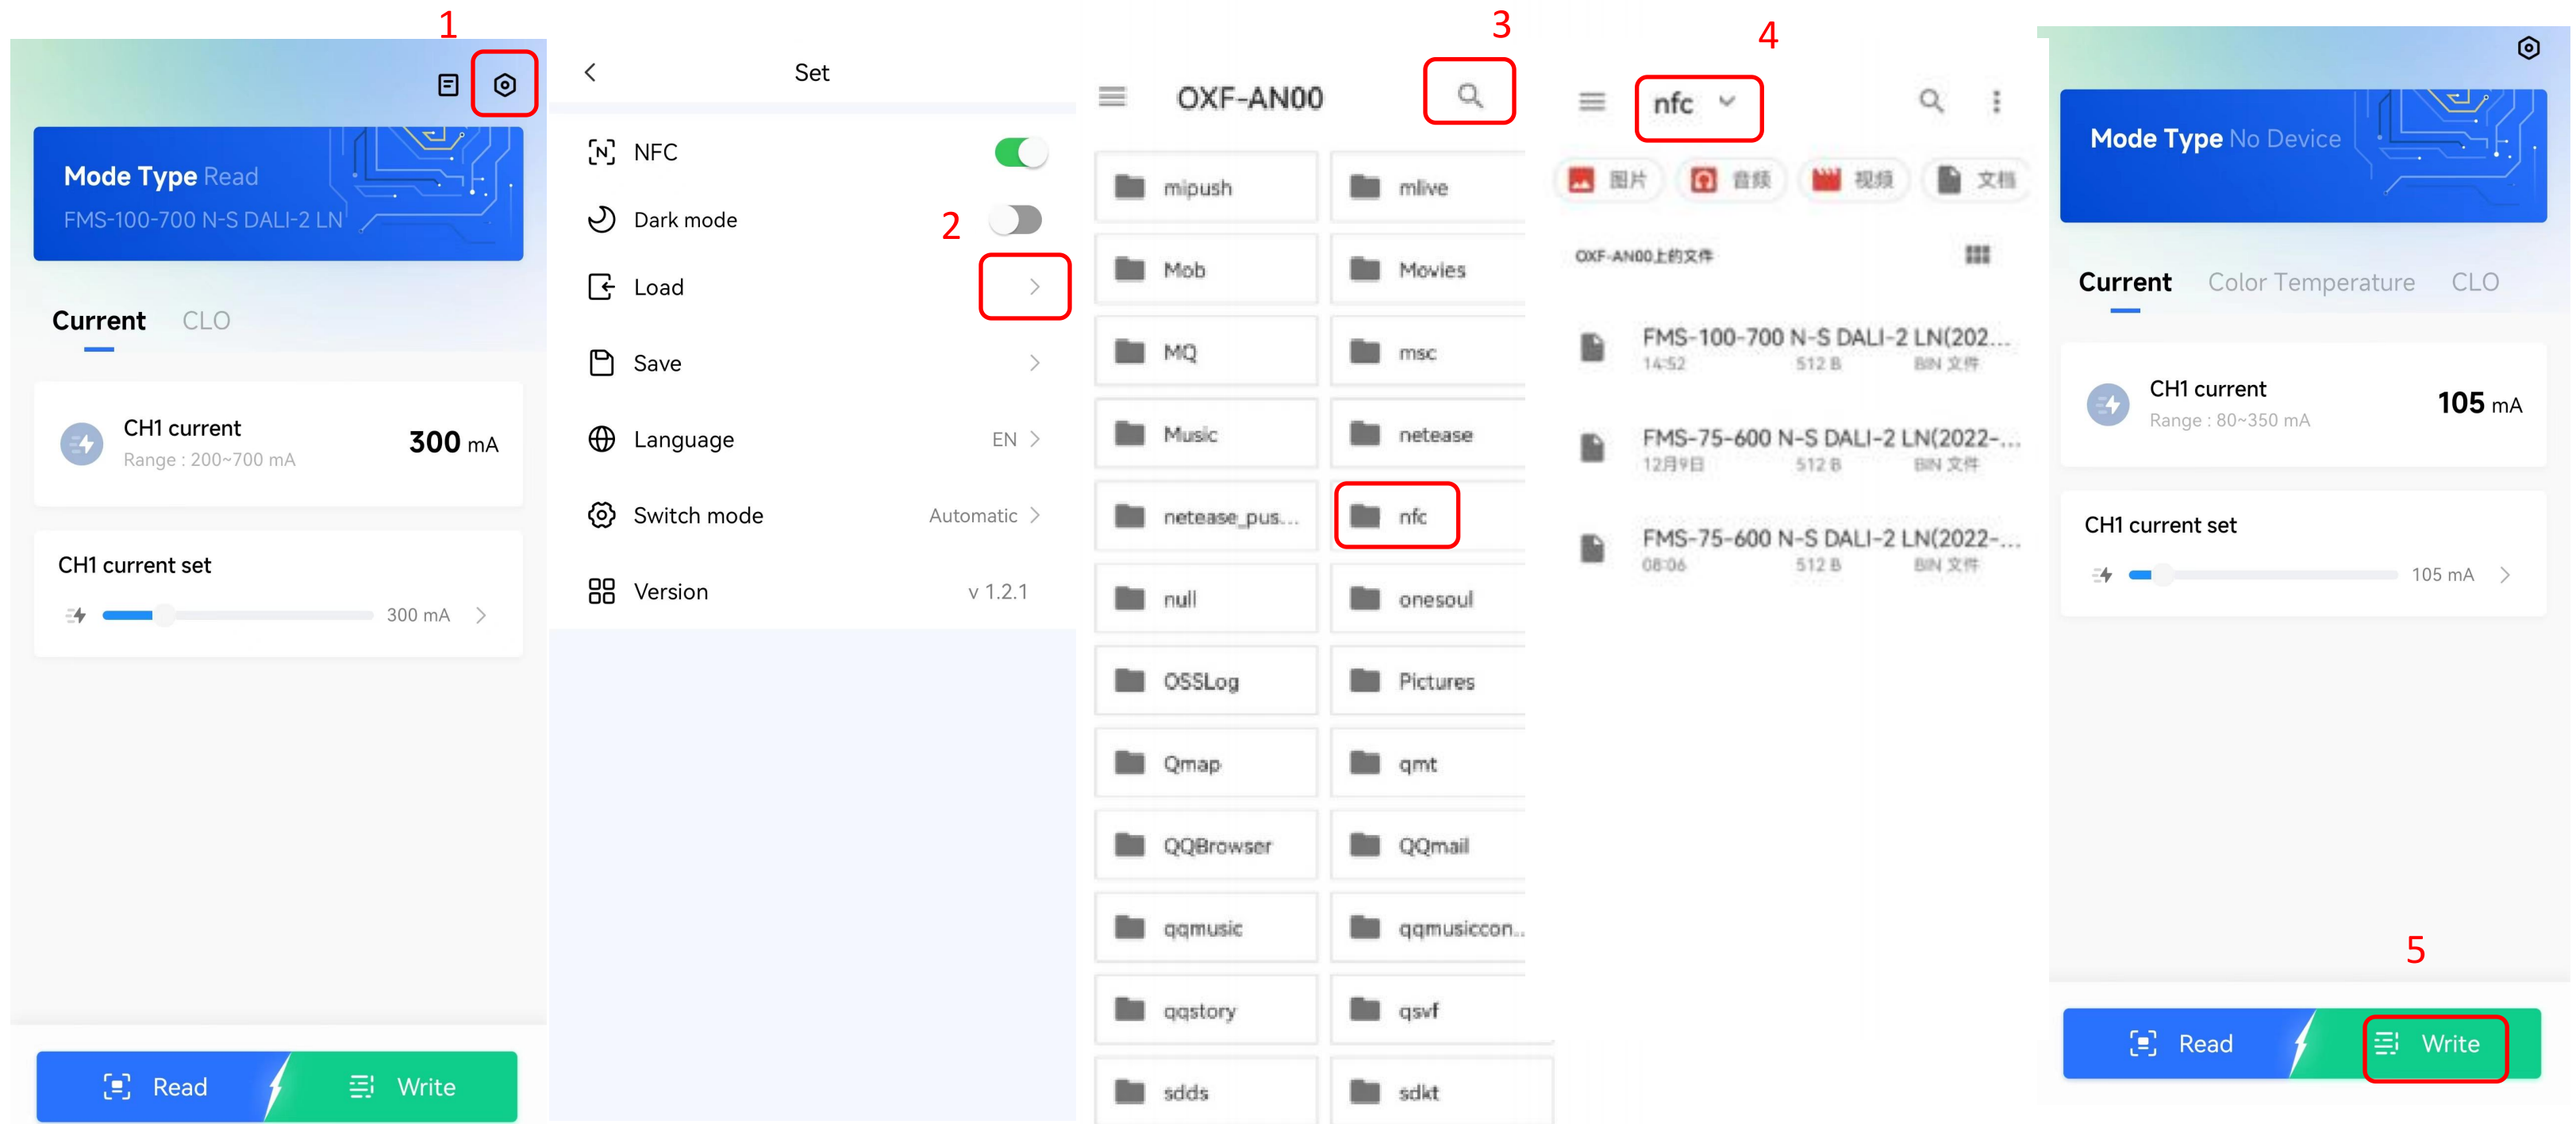 1
Mode Type Read
FMS-100-700 N-S DALI-2 LN
Current CLO
CH1 current
Range : 200~700 mA
300 mA
CH1 current set
300 mA
Read
Write
Set
NFC
Dark mode
2
Load
Save
Language EN
Switch mode Automatic
Version v 1.2.1
3
OXF-AN00
mipush mlive
Mob Movies
MQ msc
Music netease
netease_pus... nfc
null onesoul
OSSLog Pictures
Qmap qmt
QQBrowser QQmail
qqmusic qqmusiccon..
qqstory qsvf
sdds sdkt
4
nfc
图片 音频 视频 文档
OXF-AN00上的文件
FMS-100-700 N-S DALI-2 LN(202...
14:52 512 B BIN 文件
FMS-75-600 N-S DALI-2 LN(2022-...
12月9日 512 B BIN 文件
FMS-75-600 N-S DALI-2 LN(2022-...
08:06 512 B BIN 文件
Mode Type No Device
Current Color Temperature CLO
CH1 current
Range : 80~350 mA
105 mA
CH1 current set
105 mA
5
Read
Write